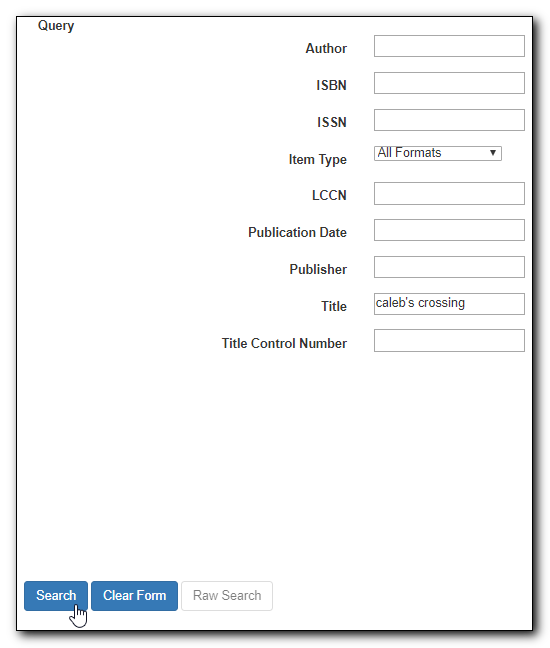 Query
Author
ISBN
ISSN
Item Type All Formats
LCCN
Publication Date
Publisher
Title caleb's crossing
Title Control Number
Search Clear Form Raw Search